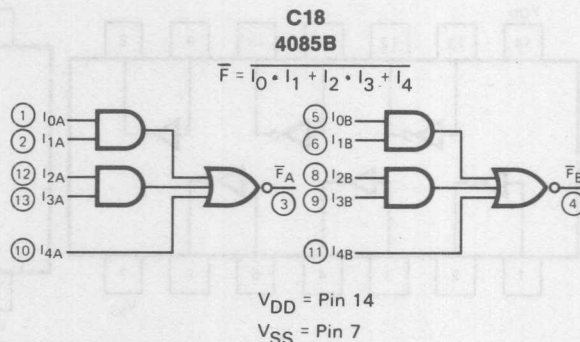 C18
4085B
F̅ = I₀ • I₁ + I₂ • I₃ + I₄
1 I0A
2 I1A
12 I2A
13 I3A
10 I4A
F̅A
3
5 I0B
6 I1B
8 I2B
9 I3B
11 I4B
F̅B
4
VDD = Pin 14
VSS = Pin 7